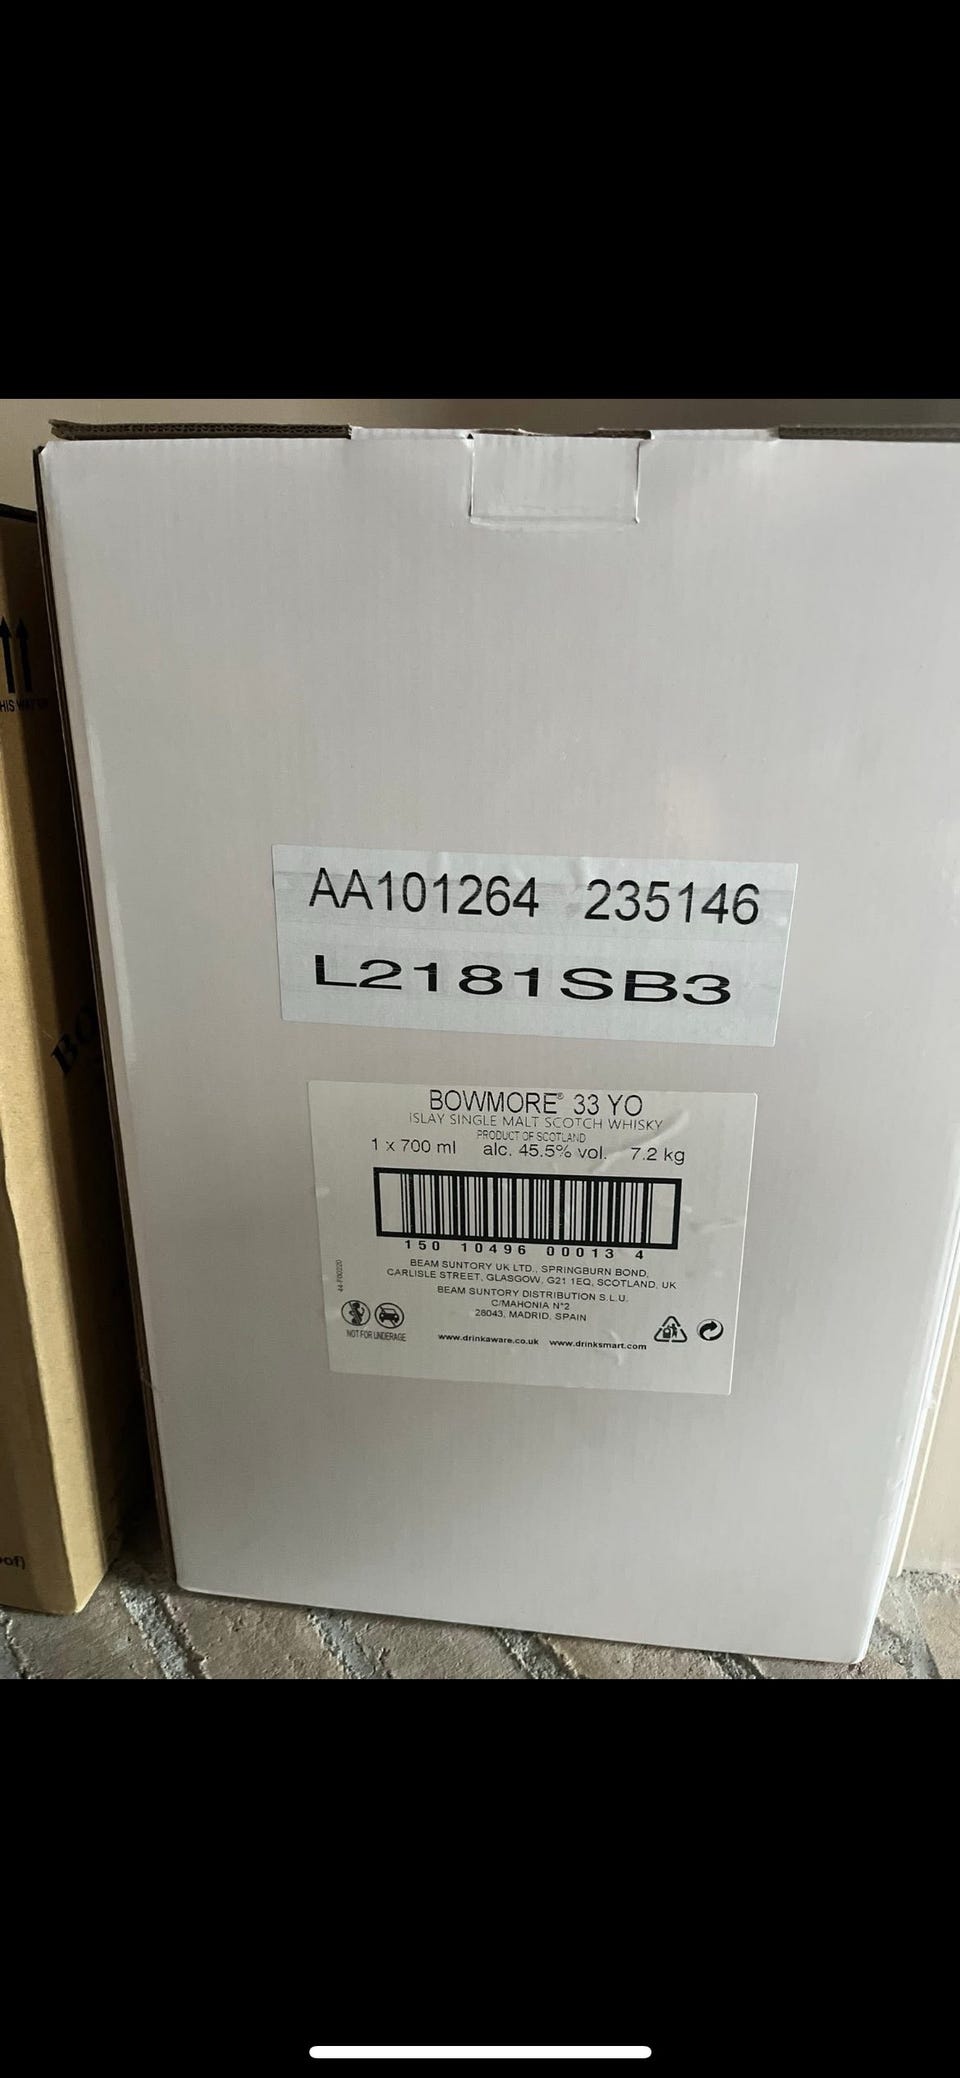 AA101264 235146
L2181SB3
BOWMORE® 33 YO
ISLAY SINGLE MALT SCOTCH WHISKY
PRODUCT OF SCOTLAND
1 x 700 ml alc. 45.5% vol. 7.2 kg
150 10496 00013 4
BEAM SUNTORY UK LTD., SPRINGBURN BOND,
CARLISLE STREET, GLASGOW, G21 1EQ, SCOTLAND, UK
BEAM SUNTORY DISTRIBUTION S.L.U.
C/MAHONIA N°2
28043, MADRID, SPAIN
NOT FOR UNDERAGE
www.drinkaware.co.uk www.drinksmart.com